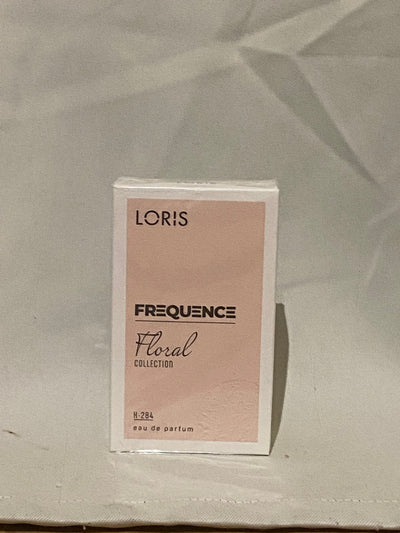 LORIS
FREQUENCE
Floral
COLLECTION
K-284
eau de parfum